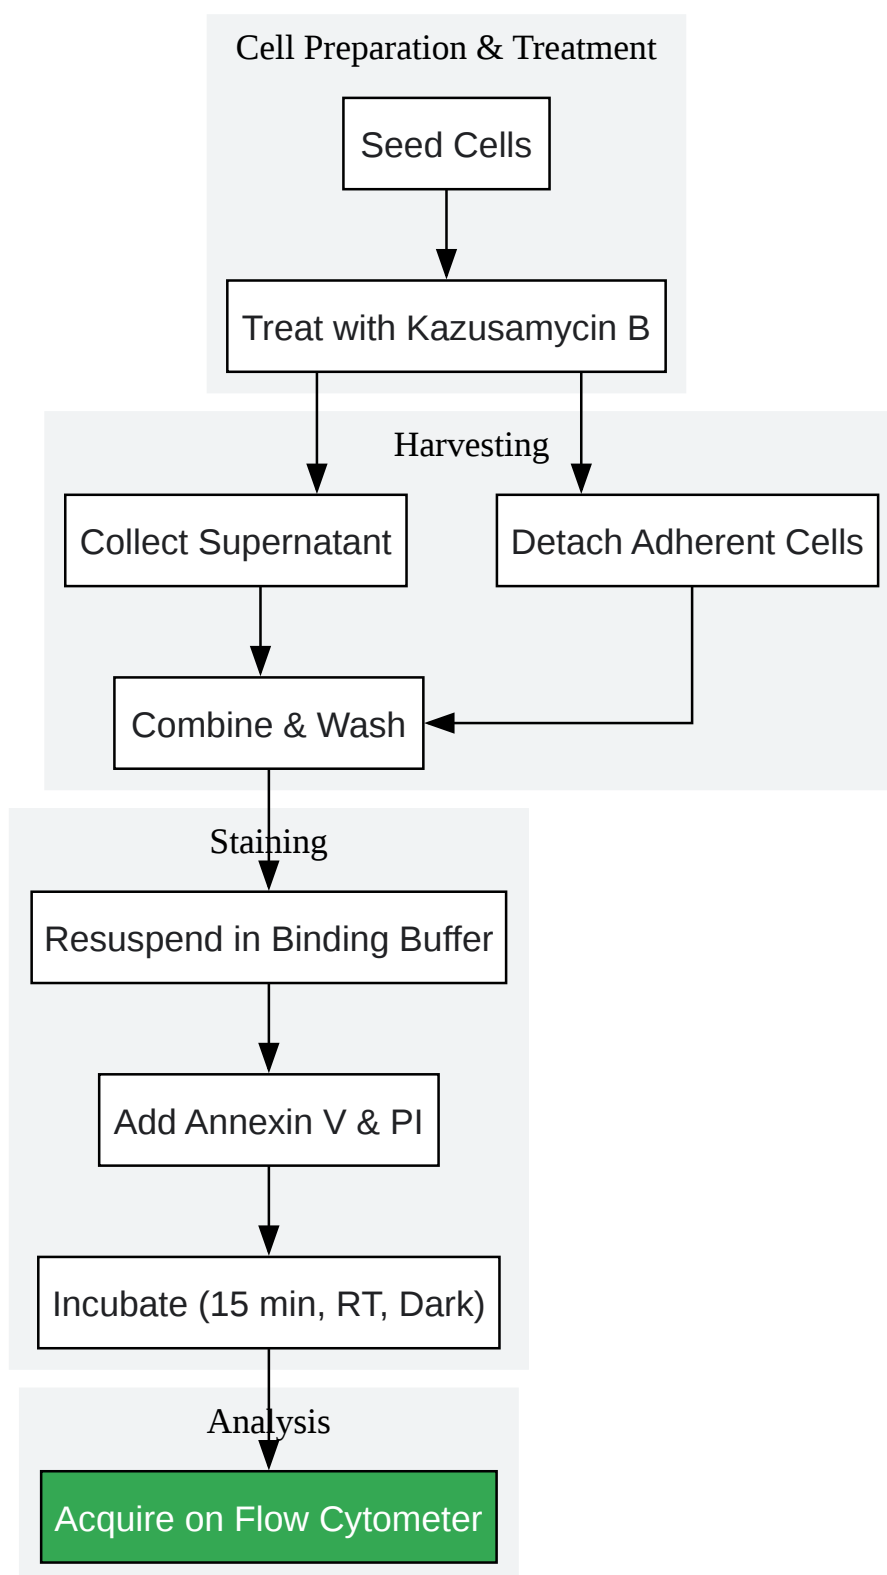 Cell Preparation & Treatment
Seed Cells
Treat with Kazusamycin B
Harvesting
Collect Supernatant
Detach Adherent Cells
Combine & Wash
Staining
Resuspend in Binding Buffer
Add Annexin V & PI
Incubate (15 min, RT, Dark)
Analysis
Acquire on Flow Cytometer